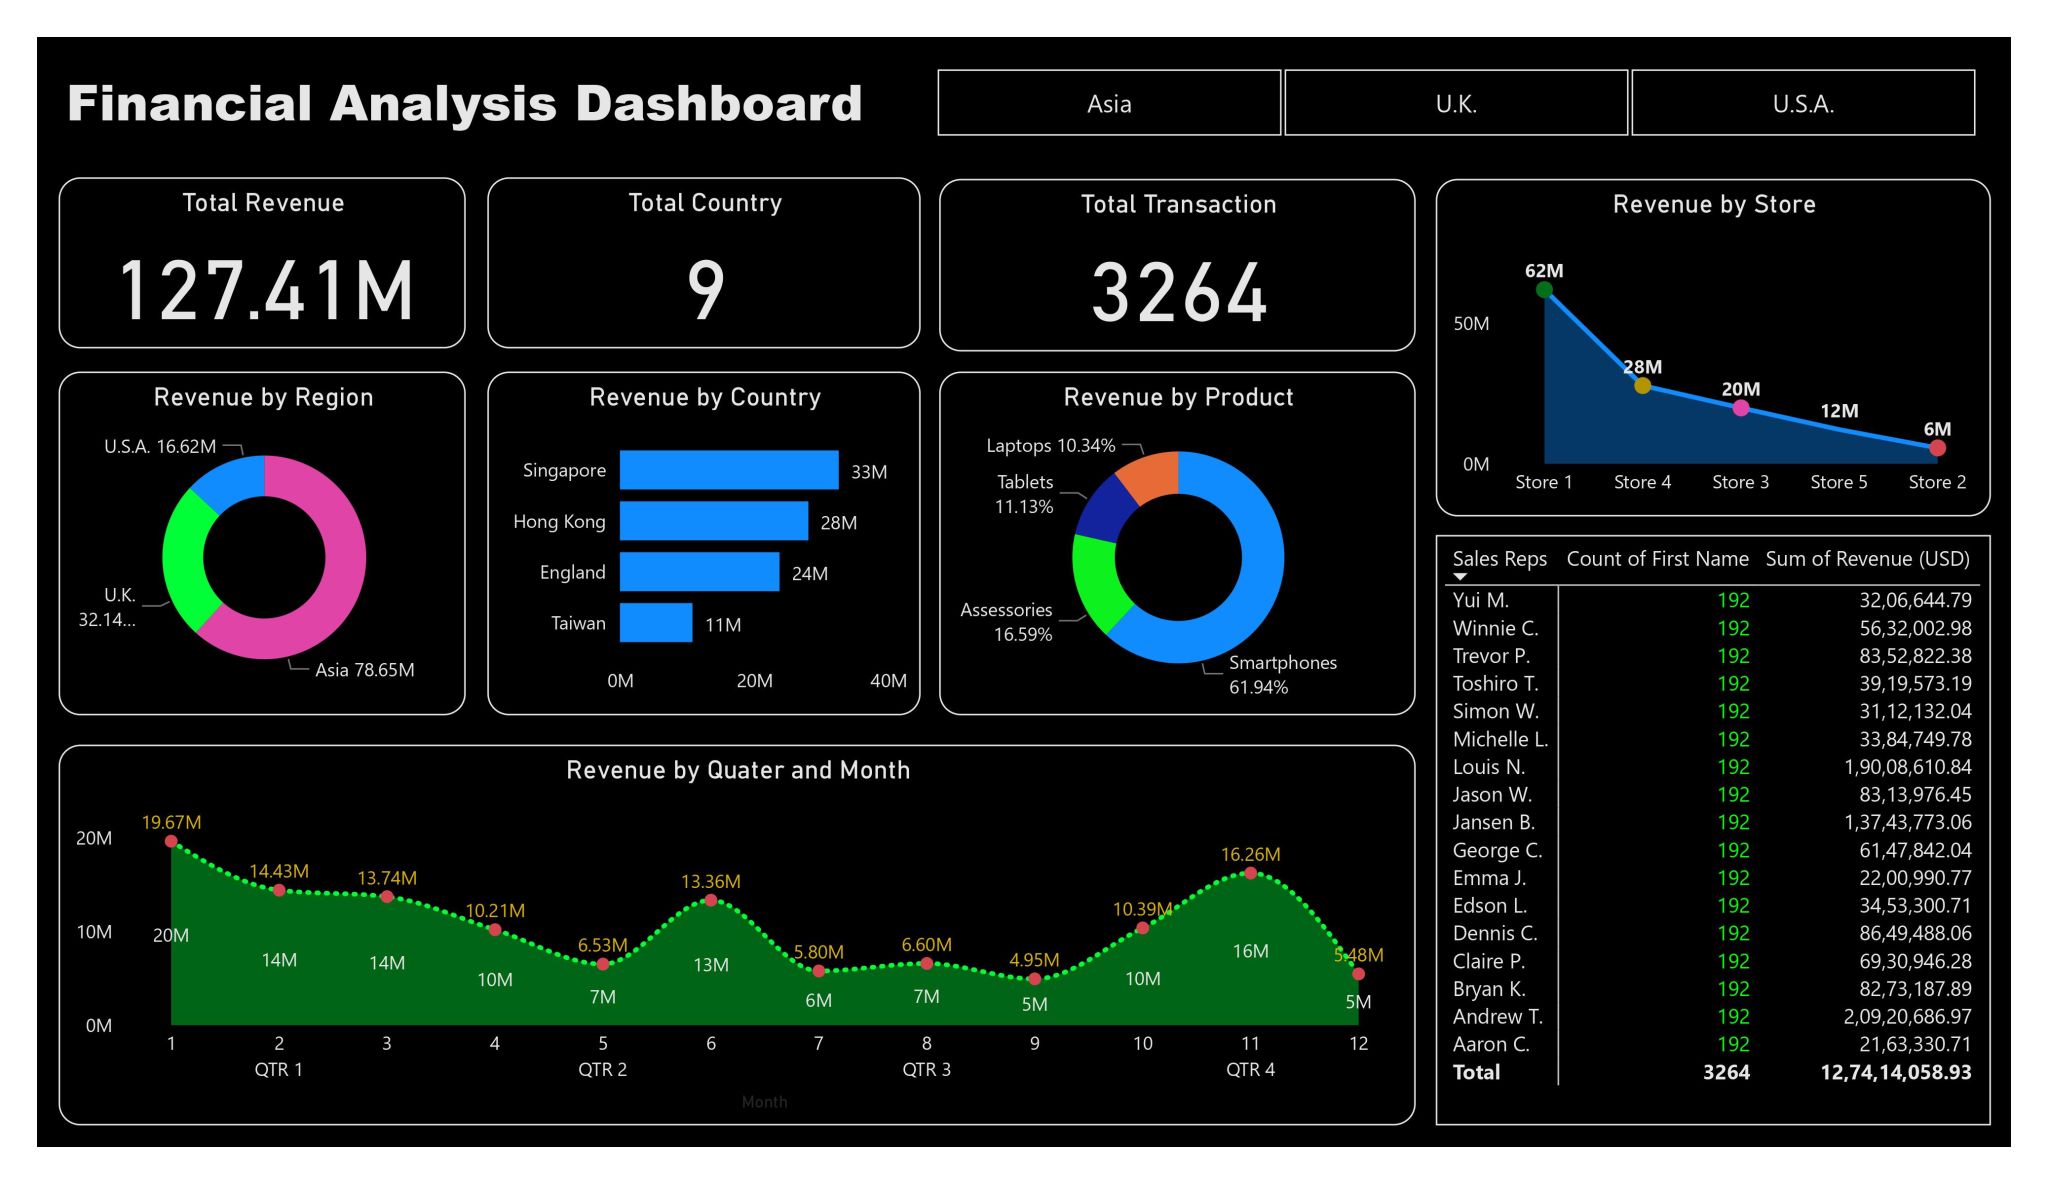 Financial Analysis Dashboard
Asia
U.K.
U.S.A.
Total Revenue
127.41M
Total Country
9
Total Transaction
3264
Revenue by Store
62M
28M
20M
12M
6M
50M
0M
Store 1 Store 4 Store 3 Store 5 Store 2
Revenue by Region
U.S.A. 16.62M
U.K.
32.14...
Asia 78.65M
Revenue by Country
Singapore 33M
Hong Kong 28M
England 24M
Taiwan 11M
0M 20M 40M
Revenue by Product
Laptops 10.34%
Tablets
11.13%
Assessories
16.59%
Smartphones
61.94%
Sales Reps Count of First Name Sum of Revenue (USD)
Yui M. 192 32,06,644.79
Winnie C. 192 56,32,002.98
Trevor P. 192 83,52,822.38
Toshiro T. 192 39,19,573.19
Simon W. 192 31,12,132.04
Michelle L. 192 33,84,749.78
Louis N. 192 1,90,08,610.84
Jason W. 192 83,13,976.45
Jansen B. 192 1,37,43,773.06
George C. 192 61,47,842.04
Emma J. 192 22,00,990.77
Edson L. 192 34,53,300.71
Dennis C. 192 86,49,488.06
Claire P. 192 69,30,946.28
Bryan K. 192 82,73,187.89
Andrew T. 192 2,09,20,686.97
Aaron C. 192 21,63,330.71
Total 3264 12,74,14,058.93
Revenue by Quater and Month
19.67M 14.43M 13.74M 10.21M 6.53M 13.36M 5.80M 6.60M 4.95M 10.39M 16.26M 5.48M
20M
10M
0M
20M 14M 14M 10M 7M 13M 6M 7M 5M 10M 16M 5M
1 2 3 4 5 6 7 8 9 10 11 12
QTR 1 QTR 2 QTR 3 QTR 4
Month